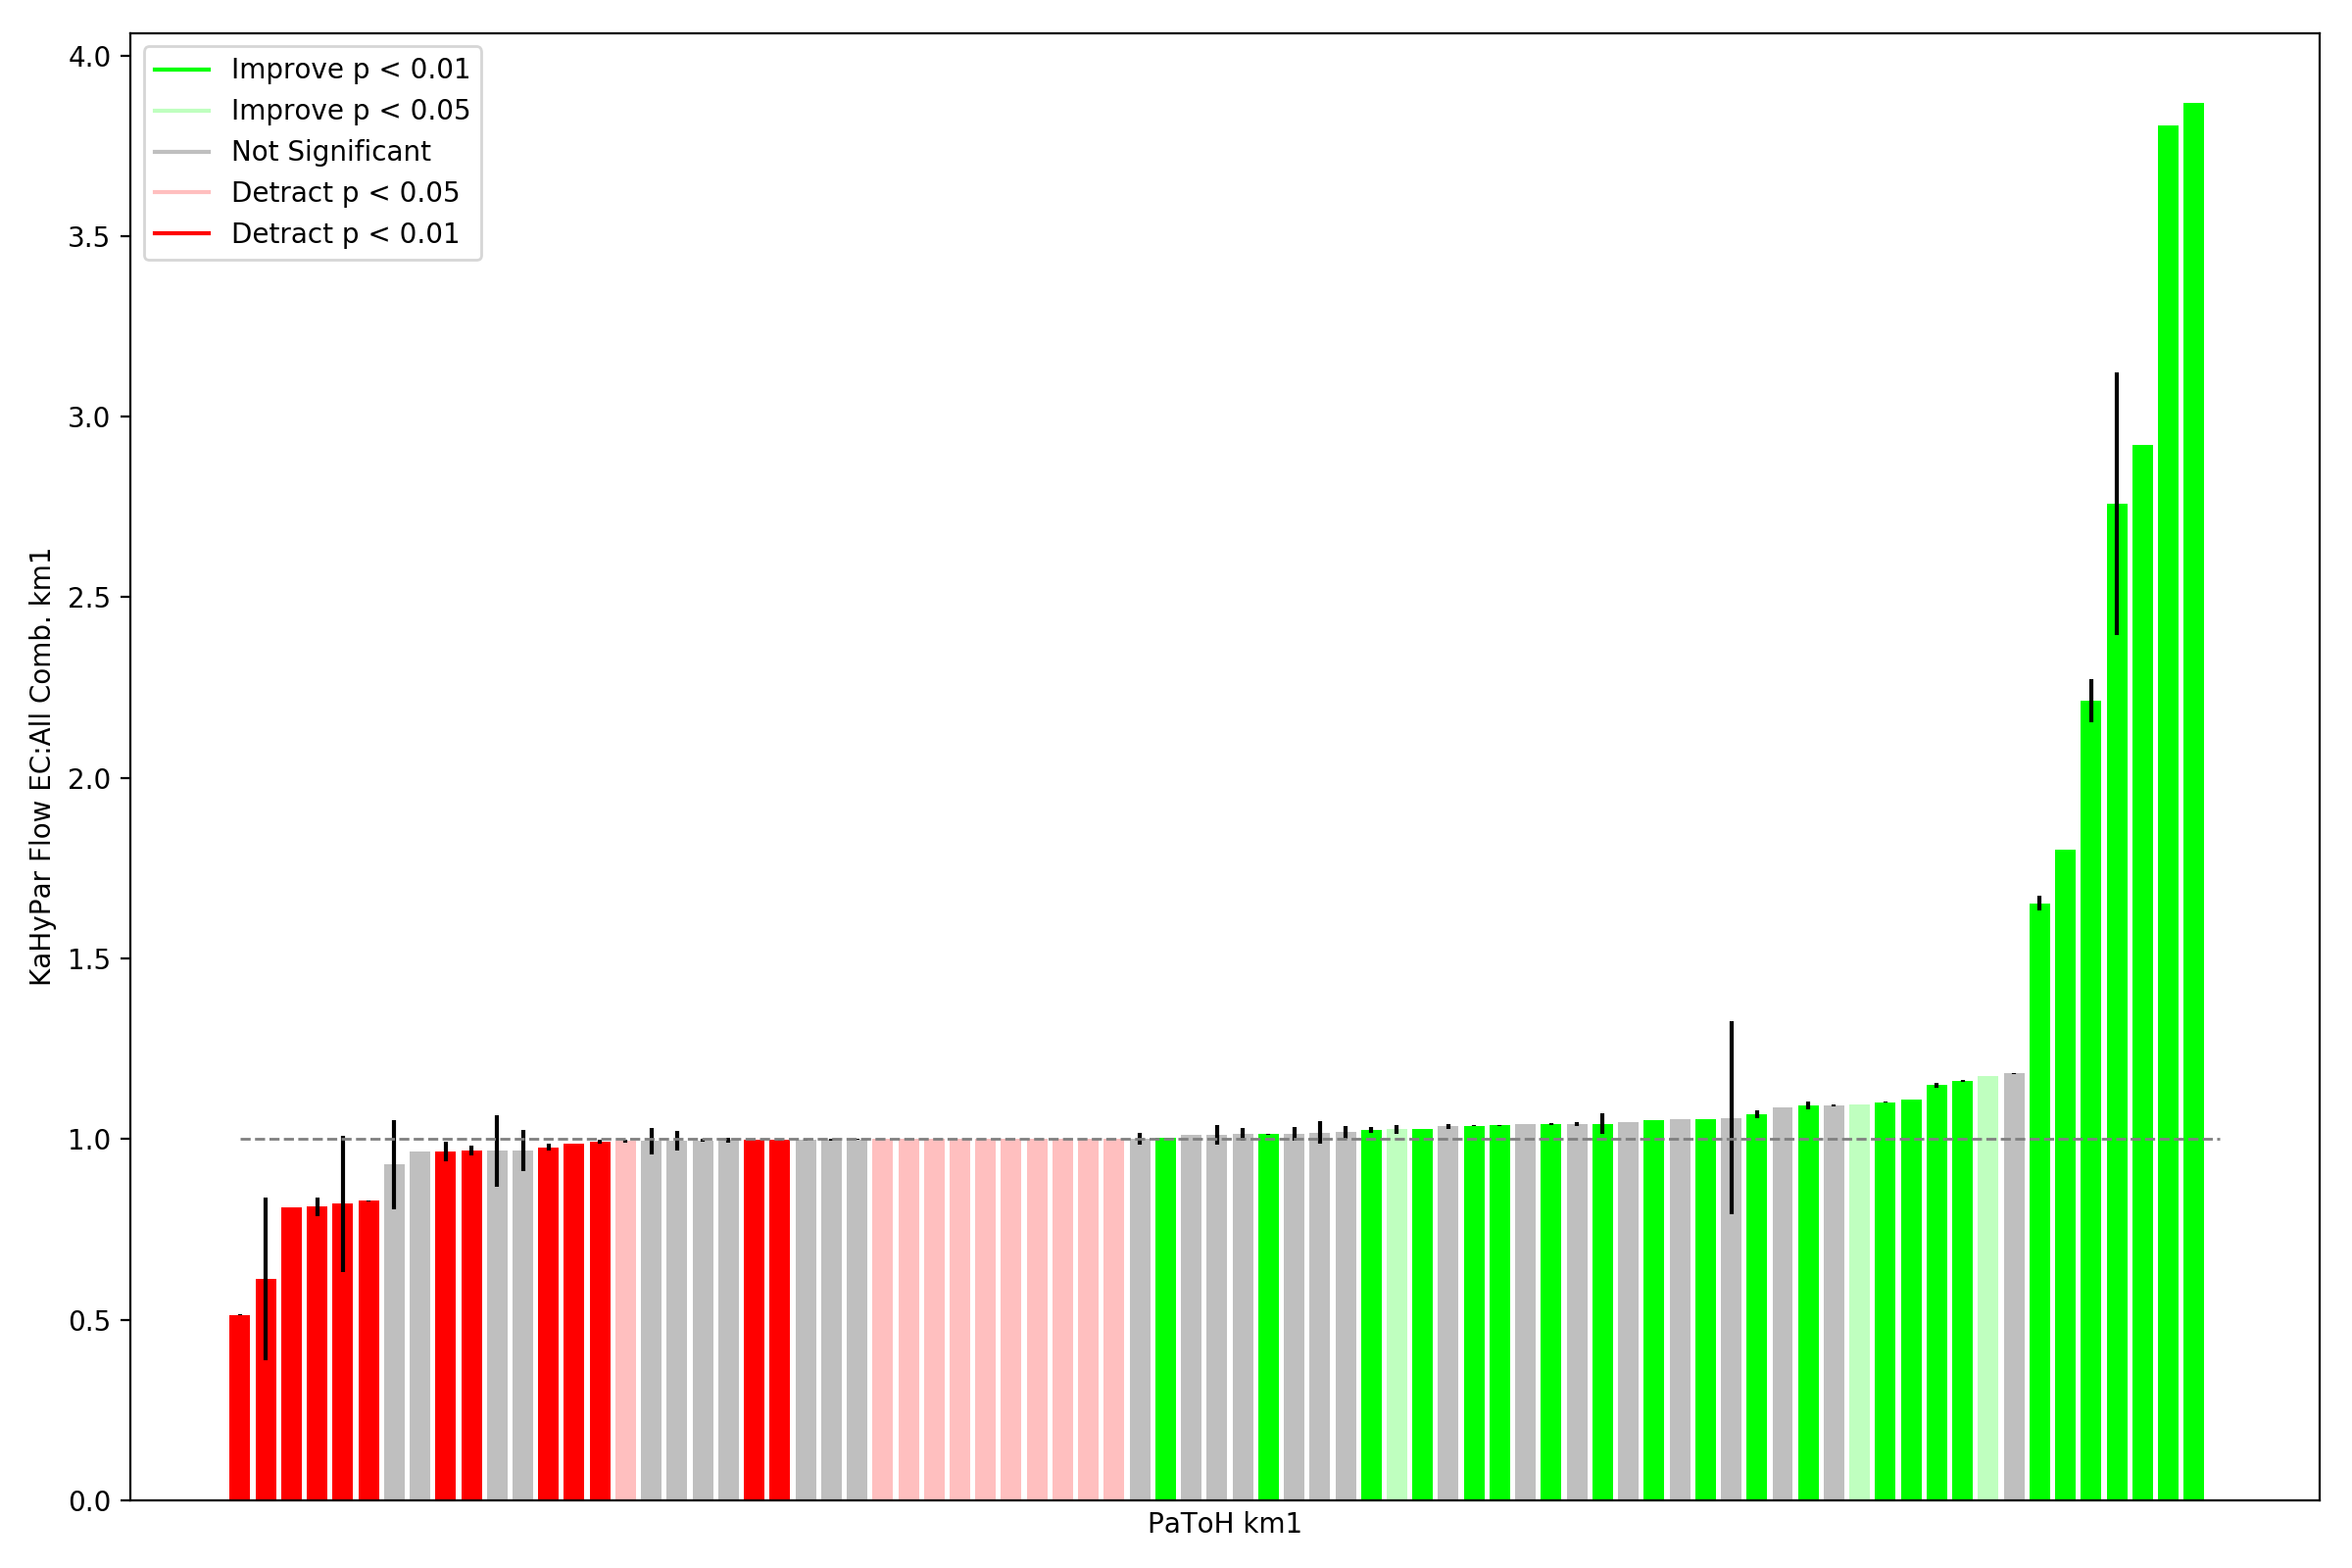 Improve p < 0.01
Improve p < 0.05
Not Significant
Detract p < 0.05
Detract p < 0.01
4.0
3.5
3.0
2.5
2.0
1.5
1.0
0.5
0.0
KaHyPar Flow EC:All Comb. km1
PaToH km1